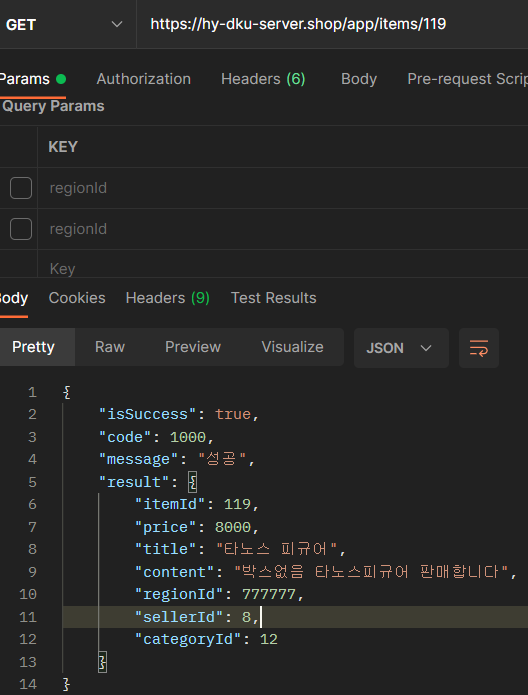 GET https://hy-dku-server.shop/app/items/119
Params Authorization Headers (6) Body Pre-request Scrip
Query Params
KEY
regionId
regionId
Key
Body Cookies Headers (9) Test Results
Pretty Raw Preview Visualize JSON
1 {
2 "isSuccess": true,
3 "code": 1000,
4 "message": "성공",
5 "result": {
6 "itemId": 119,
7 "price": 8000,
8 "title": "타노스 피규어",
9 "content": "박스없음 타노스피규어 판매합니다",
10 "regionId": 777777,
11 "sellerId": 8,
12 "categoryId": 12
13 }
14 }